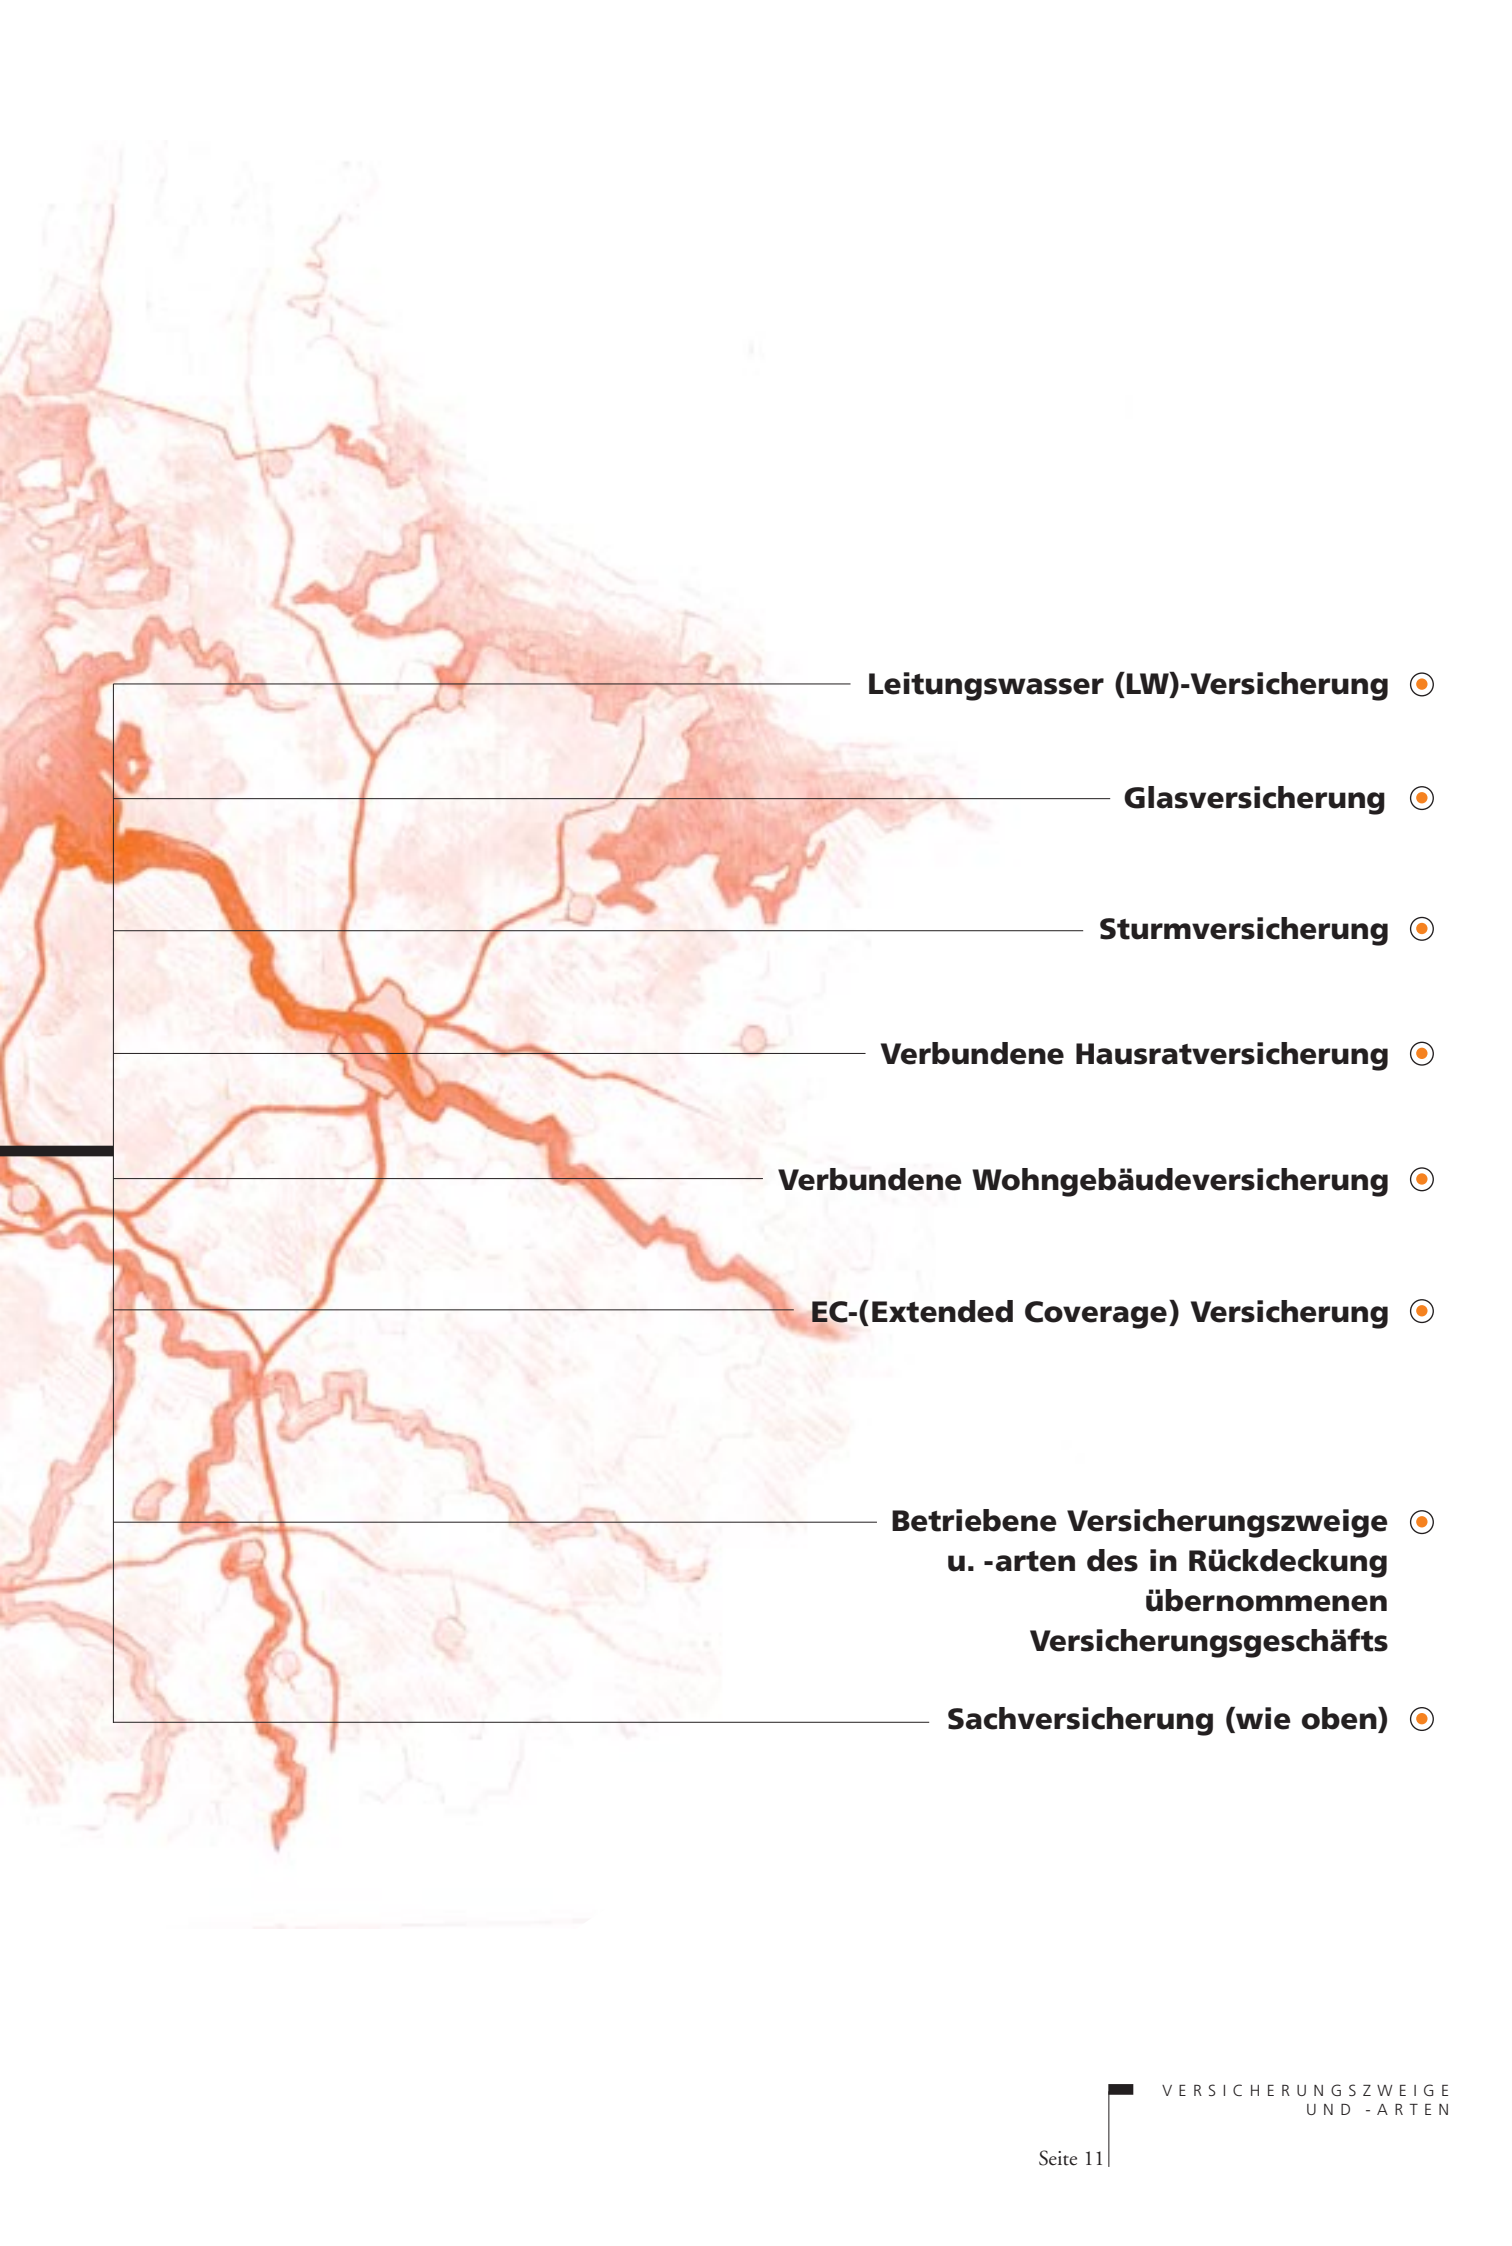 Leitungswasser (LW)-Versicherung
Glasversicherung
Sturmversicherung
Verbundene Hausratversicherung
Verbundene Wohngebäudeversicherung
EC-(Extended Coverage) Versicherung
Betriebene Versicherungszweige
u. -arten des in Rückdeckung
übernommenen
Versicherungsgeschäfts
Sachversicherung (wie oben)
VERSICHERUNGSZWEIGE
UND -ARTEN
Seite 11